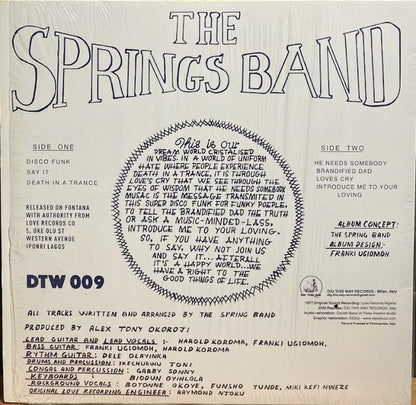 THE
SPRINGS BAND
SIDE ONE
DISCO FUNK
SAY IT
DEATH IN A TRANCE
RELEASED ON FONTANA
WITH AUTHORITY FROM
LOVE RECORDS CO
5, OKE OLU ST
WESTERN AVENUE
IPONRI LAGOS
DTW 009
This is Our
DREAM WORLD CRISTALISED
IN VIBES. IN A WORLD OF UNIFORM
HATE WHERE PEOPLE EXPERIENCE
DEATH IN A TRANCE, IT IS THROUGH
LOVE'S CRY THAT WE SEE THROUGH THE
EYES OF WISDOM THAT HE NEEDS SOMEBODY
MUSIC IS THE MESSAGE TRANSMITED IN
THIS SUPER DISCO FUNK FOR FUNKY POEPLE.
TO TELL THE BRANDIFIED DAD THE TRUTH
OR ASK A MUSIC-MINDED-LASS,
INTRODUCE ME TO YOUR LOVING.
SO, IF YOU HAVE ANYTHING
TO SAY, WHY NOT JOIN US
AND SAY IT... AFTERALL
IT'S A HAPPY WORLD...WE
HAVE A RIGHT TO THE
GOOD THINGS OF LIFE.
SIDE TWO
HE NEEDS SOMEBODY
BRANDIFIED DAD
LOVES CRY
INTRODUCE ME TO YOUR
LOVING
ALBUM CONCEPT:
THE SPRING BAND
ALBUM DESIGN:-
FRANKI UGIOMOH
DIG THIS WAY RECORDS - Milan, Italy
ALL TRACKS WRITTEN AND ARRANGED BY THE SPRING BAND
PRODUCED BY ALEX TONY OKOROJI
LEAD GUITAR AND LEAD VOCALS :- HAROLD KOROMA, FRANKI UGIOMOH,
BASS GUITAR: FRANKI UGIOMOH, HAROLD KOROMA
RYTHM GUITAR: DELE OLAYINKA
DRUMS AND PERCUSSION: IKECHUKWU TONI
CONGAS AND PERCUSSION: GABBY SONNY
KEYBOARDS : BIODUN OYINLOLA
BACKGROUND VOCALS : BOTONNE OKOYE, FUNSHO TUNDE, MIKI KEFI NWEZE
ORIGINAL LOVE RECORDING ENGINEER: RAYMOND NJOKU